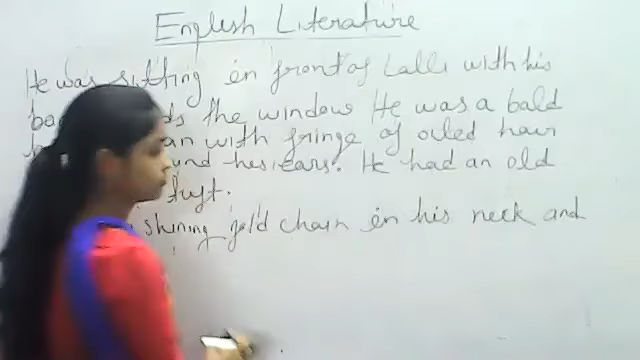 English Literature
He was sitting in front of Lalli with his
the window He was a bald
with fringe of oiled hair
his ears. He had an old
tuft.
shining gold chain in his neck and